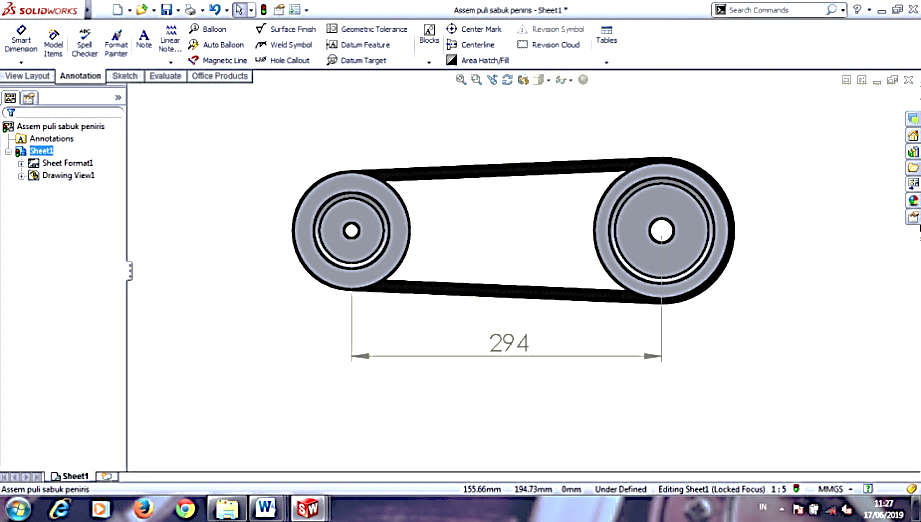 SOLIDWORKS
Assem puli sabuk peniris - Sheet1 *
Search Commands
Smart Dimension
Model Items
Spell Checker
Format Painter
Note
Linear Note...
Balloon
Auto Balloon
Magnetic Line
Surface Finish
Weld Symbol
Hole Callout
Geometric Tolerance
Datum Feature
Datum Target
Blocks
Center Mark
Centerline
Area Hatch/Fill
Revision Symbol
Revision Cloud
Tables
View Layout
Annotation
Sketch
Evaluate
Office Products
Assem puli sabuk peniris
Annotations
Sheet1
Sheet Format1
Drawing View1
294
Sheet1
Assem puli sabuk peniris
155.66mm
194.73mm
0mm
Under Defined
Editing Sheet1 (Locked Focus)
1 : 5
MMGS
IN
11:27
17/06/2019